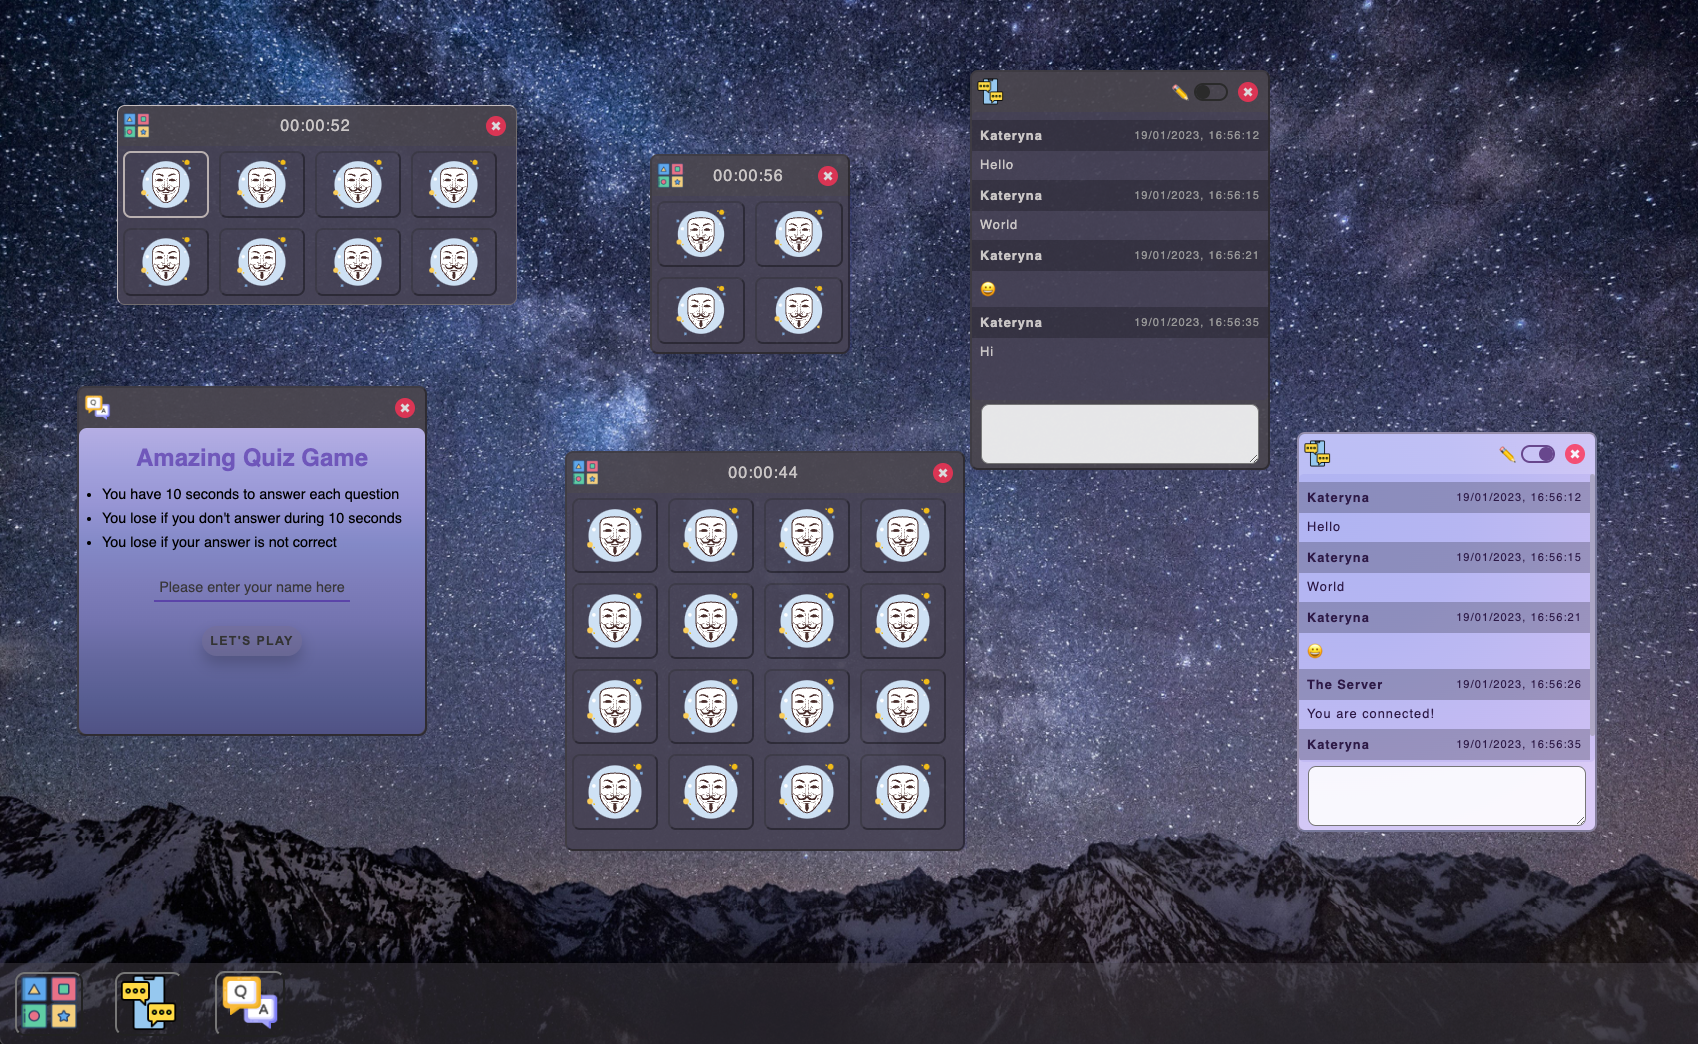 00:00:52
00:00:56
Kateryna 19/01/2023, 16:56:12
Hello
Kateryna 19/01/2023, 16:56:15
World
Kateryna 19/01/2023, 16:56:21
Kateryna 19/01/2023, 16:56:35
Hi
Q
A
Amazing Quiz Game
You have 10 seconds to answer each question
You lose if you don't answer during 10 seconds
You lose if your answer is not correct
Please enter your name here
LET'S PLAY
00:00:44
Kateryna 19/01/2023, 16:56:12
Hello
Kateryna 19/01/2023, 16:56:15
World
Kateryna 19/01/2023, 16:56:21
The Server 19/01/2023, 16:56:26
You are connected!
Kateryna 19/01/2023, 16:56:35
Q
A